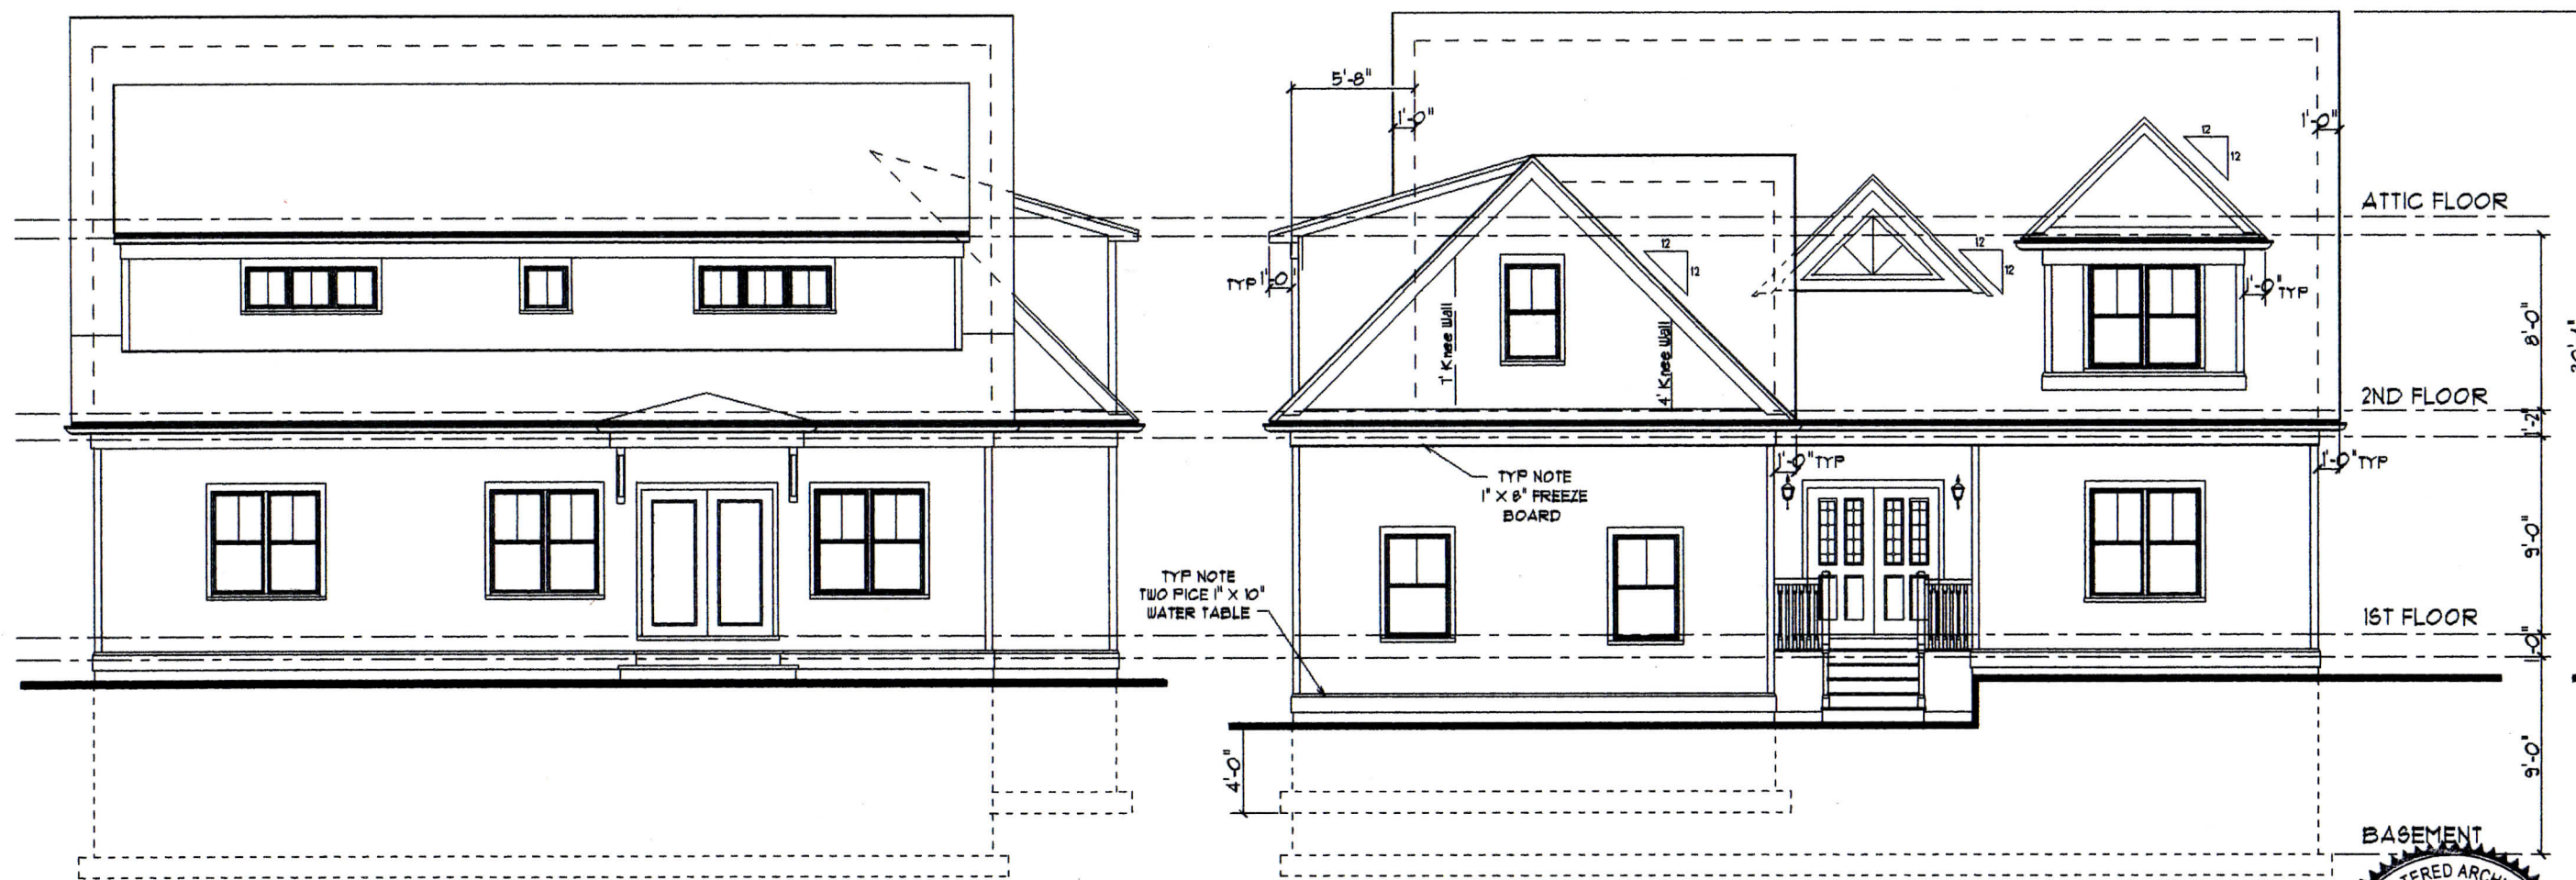 5'-8"
1'-0"
1'-0"
12
12
ATTIC FLOOR
12
12
12
12
TYP 1'-0"
1'-0" TYP
8'-0"
7' Knee Wall
4' Knee Wall
2ND FLOOR
1'-2"
1'-0" TYP
1'-0" TYP
TYP NOTE
1" X 8" FREEZE
BOARD
9'-0"
TYP NOTE
TWO PICE 1" X 10"
WATER TABLE
1ST FLOOR
1'-0"
4'-0"
9'-0"
BASEMENT